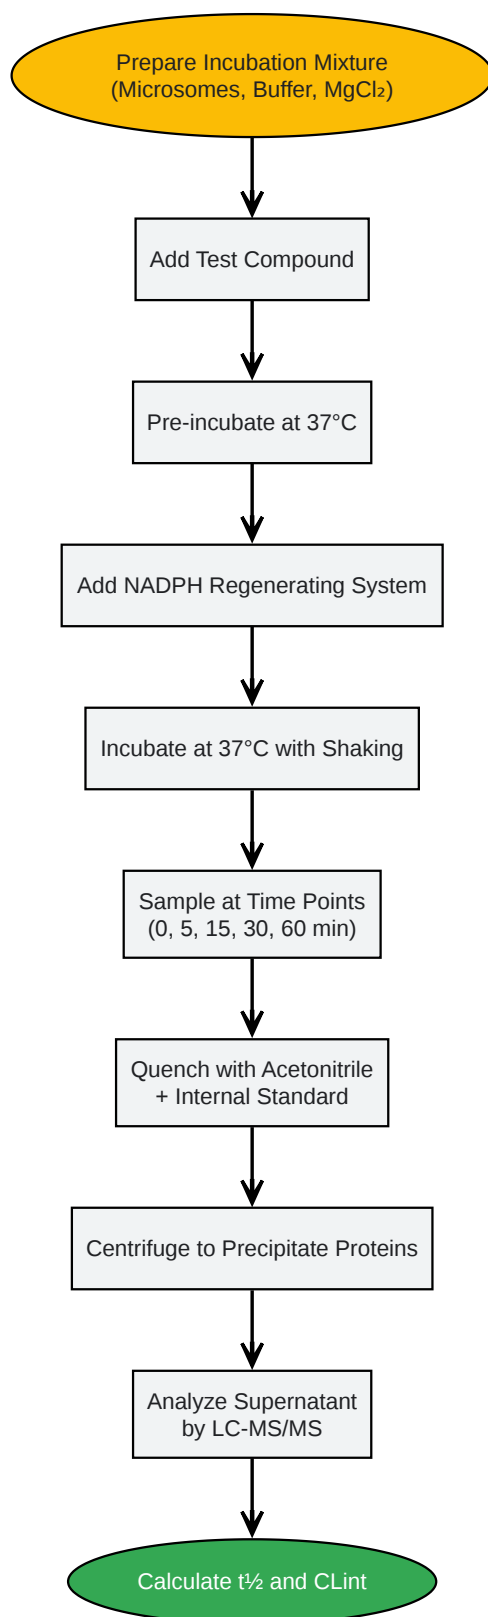 Prepare Incubation Mixture
(Microsomes, Buffer, MgCl₂)
Add Test Compound
Pre-incubate at 37°C
Add NADPH Regenerating System
Incubate at 37°C with Shaking
Sample at Time Points
(0, 5, 15, 30, 60 min)
Quench with Acetonitrile
+ Internal Standard
Centrifuge to Precipitate Proteins
Analyze Supernatant
by LC-MS/MS
Calculate t½ and CLint